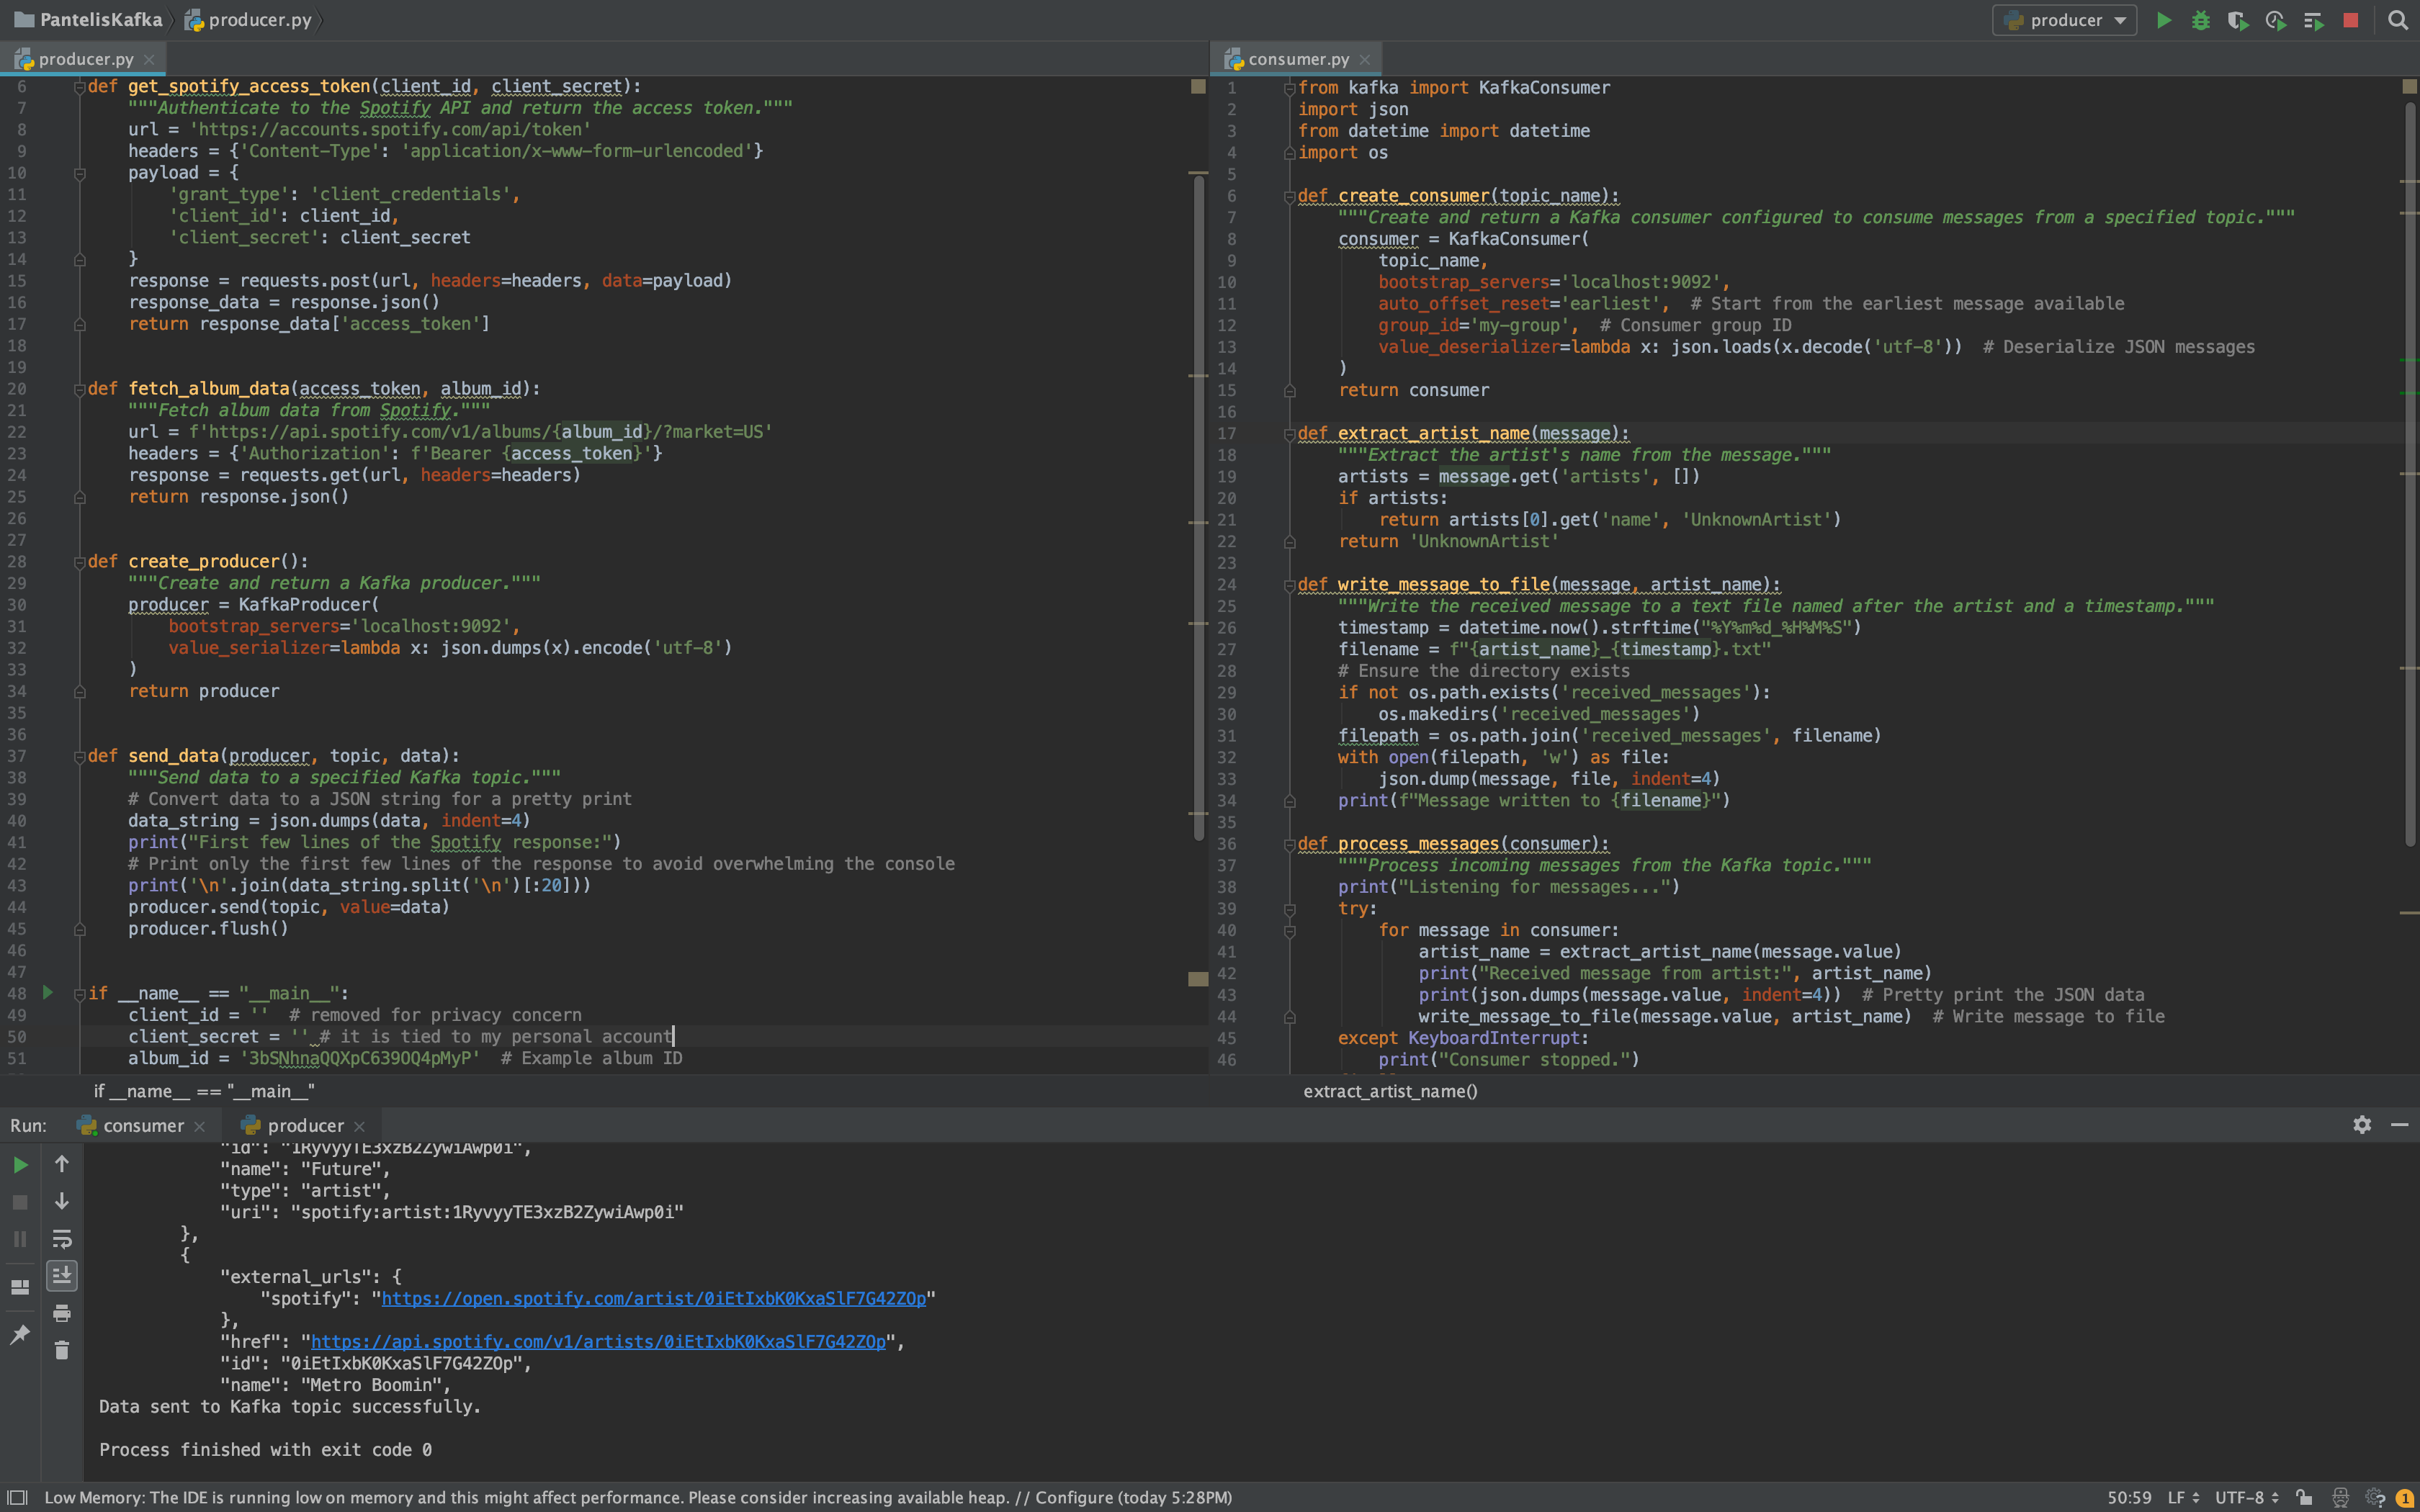 PantelisKafka
producer.py
producer
producer.py
consumer.py
6 def get_spotify_access_token(client_id, client_secret):
7 """Authenticate to the Spotify API and return the access token."""
8 url = 'https://accounts.spotify.com/api/token'
9 headers = {'Content-Type': 'application/x-www-form-urlencoded'}
10 payload = {
11 'grant_type': 'client_credentials',
12 'client_id': client_id,
13 'client_secret': client_secret
14 }
15 response = requests.post(url, headers=headers, data=payload)
16 response_data = response.json()
17 return response_data['access_token']
18
19
20 def fetch_album_data(access_token, album_id):
21 """Fetch album data from Spotify."""
22 url = f'https://api.spotify.com/v1/albums/{album_id}/?market=US'
23 headers = {'Authorization': f'Bearer {access_token}'}
24 response = requests.get(url, headers=headers)
25 return response.json()
26
27
28 def create_producer():
29 """Create and return a Kafka producer."""
30 producer = KafkaProducer(
31 bootstrap_servers='localhost:9092',
32 value_serializer=lambda x: json.dumps(x).encode('utf-8')
33 )
34 return producer
35
36
37 def send_data(producer, topic, data):
38 """Send data to a specified Kafka topic."""
39 # Convert data to a JSON string for a pretty print
40 data_string = json.dumps(data, indent=4)
41 print("First few lines of the Spotify response:")
42 # Print only the first few lines of the response to avoid overwhelming the console
43 print('\n'.join(data_string.split('\n')[:20]))
44 producer.send(topic, value=data)
45 producer.flush()
46
47
48 if __name__ == "__main__":
49 client_id = '' # removed for privacy concern
50 client_secret = '' # it is tied to my personal account
51 album_id = '3bSNhnaQQXpC639OQ4pMyP' # Example album ID
if __name__ == "__main__"
1 from kafka import KafkaConsumer
2 import json
3 from datetime import datetime
4 import os
5
6 def create_consumer(topic_name):
7 """Create and return a Kafka consumer configured to consume messages from a specified topic."""
8 consumer = KafkaConsumer(
9 topic_name,
10 bootstrap_servers='localhost:9092',
11 auto_offset_reset='earliest', # Start from the earliest message available
12 group_id='my-group', # Consumer group ID
13 value_deserializer=lambda x: json.loads(x.decode('utf-8')) # Deserialize JSON messages
14 )
15 return consumer
16
17 def extract_artist_name(message):
18 """Extract the artist's name from the message."""
19 artists = message.get('artists', [])
20 if artists:
21 return artists[0].get('name', 'UnknownArtist')
22 return 'UnknownArtist'
23
24 def write_message_to_file(message, artist_name):
25 """Write the received message to a text file named after the artist and a timestamp."""
26 timestamp = datetime.now().strftime("%Y%m%d_%H%M%S")
27 filename = f"{artist_name}_{timestamp}.txt"
28 # Ensure the directory exists
29 if not os.path.exists('received_messages'):
30 os.makedirs('received_messages')
31 filepath = os.path.join('received_messages', filename)
32 with open(filepath, 'w') as file:
33 json.dump(message, file, indent=4)
34 print(f"Message written to {filename}")
35
36 def process_messages(consumer):
37 """Process incoming messages from the Kafka topic."""
38 print("Listening for messages...")
39 try:
40 for message in consumer:
41 artist_name = extract_artist_name(message.value)
42 print("Received message from artist:", artist_name)
43 print(json.dumps(message.value, indent=4)) # Pretty print the JSON data
44 write_message_to_file(message.value, artist_name) # Write message to file
45 except KeyboardInterrupt:
46 print("Consumer stopped.")
extract_artist_name()
Run: consumer producer
"id": "1RyvyyTE3xzB2ZywiAwp0i",
"name": "Future",
"type": "artist",
"uri": "spotify:artist:1RyvyyTE3xzB2ZywiAwp0i"
},
{
"external_urls": {
"spotify": "https://open.spotify.com/artist/0iEtIxbK0KxaSlF7G42ZOp"
},
"href": "https://api.spotify.com/v1/artists/0iEtIxbK0KxaSlF7G42ZOp",
"id": "0iEtIxbK0KxaSlF7G42ZOp",
"name": "Metro Boomin",
Data sent to Kafka topic successfully.
Process finished with exit code 0
Low Memory: The IDE is running low on memory and this might affect performance. Please consider increasing available heap. // Configure (today 5:28PM)
50:59 LF UTF-8 1